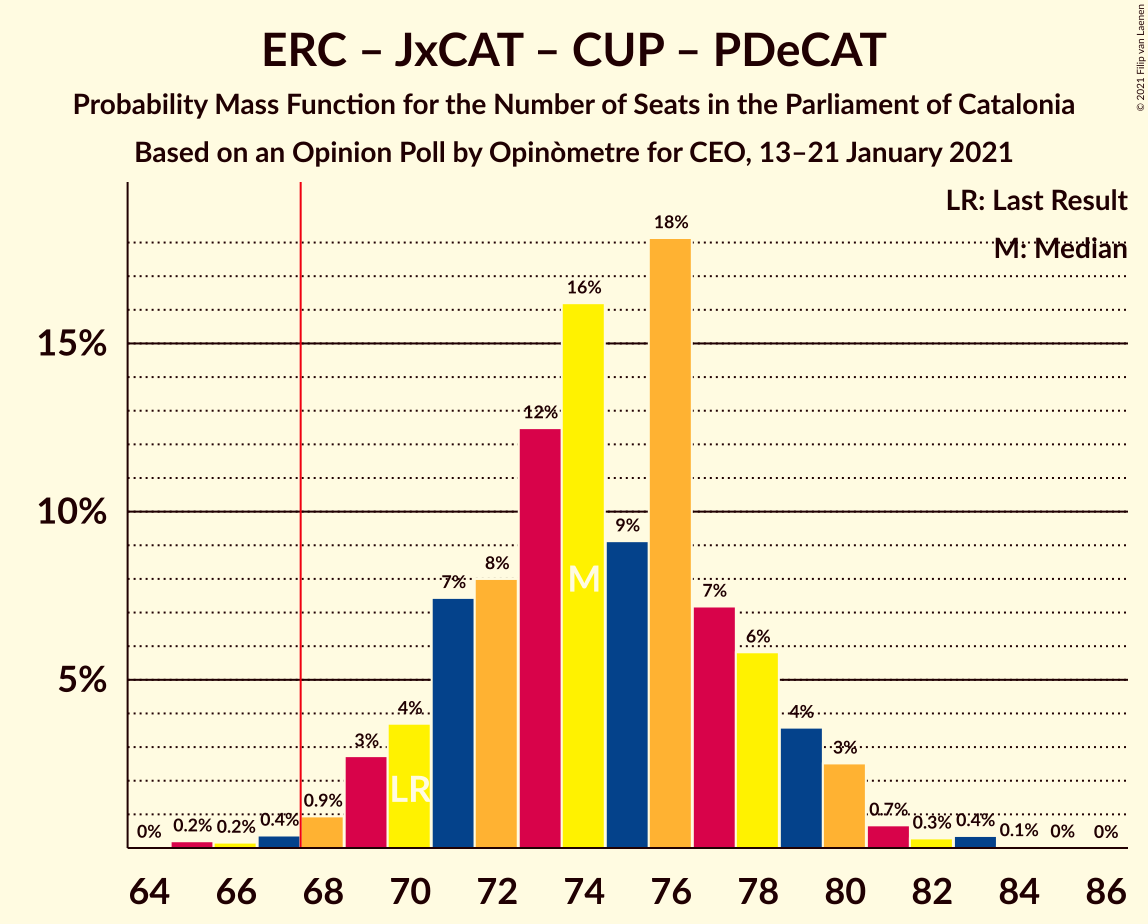 ERC – JxCAT – CUP – PDeCAT
Probability Mass Function for the Number of Seats in the Parliament of Catalonia
Based on an Opinion Poll by Opinòmetre for CEO, 13–21 January 2021
© 2021 Filip van Laenen
LR: Last Result
M: Median
18%
16%
15%
12%
10%
9%
8%
7%
7%
6%
5%
4%
4%
3%
3%
0.9%
0.7%
0% 0.2% 0.2% 0.4% 0.3% 0.4% 0.1% 0% 0%
M
LR
64 66 68 70 72 74 76 78 80 82 84 86